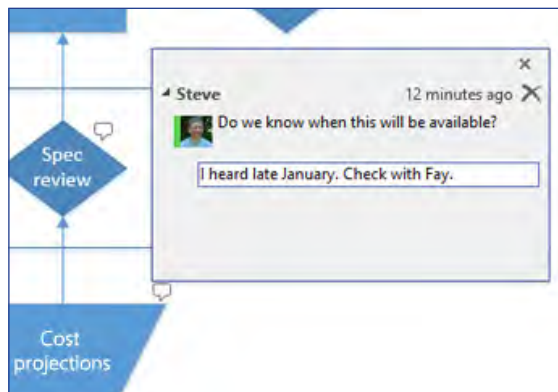 Steve 12 minutes ago
Do we know when this will be available?
I heard late January. Check with Fay.
Spec
review
Cost
projections